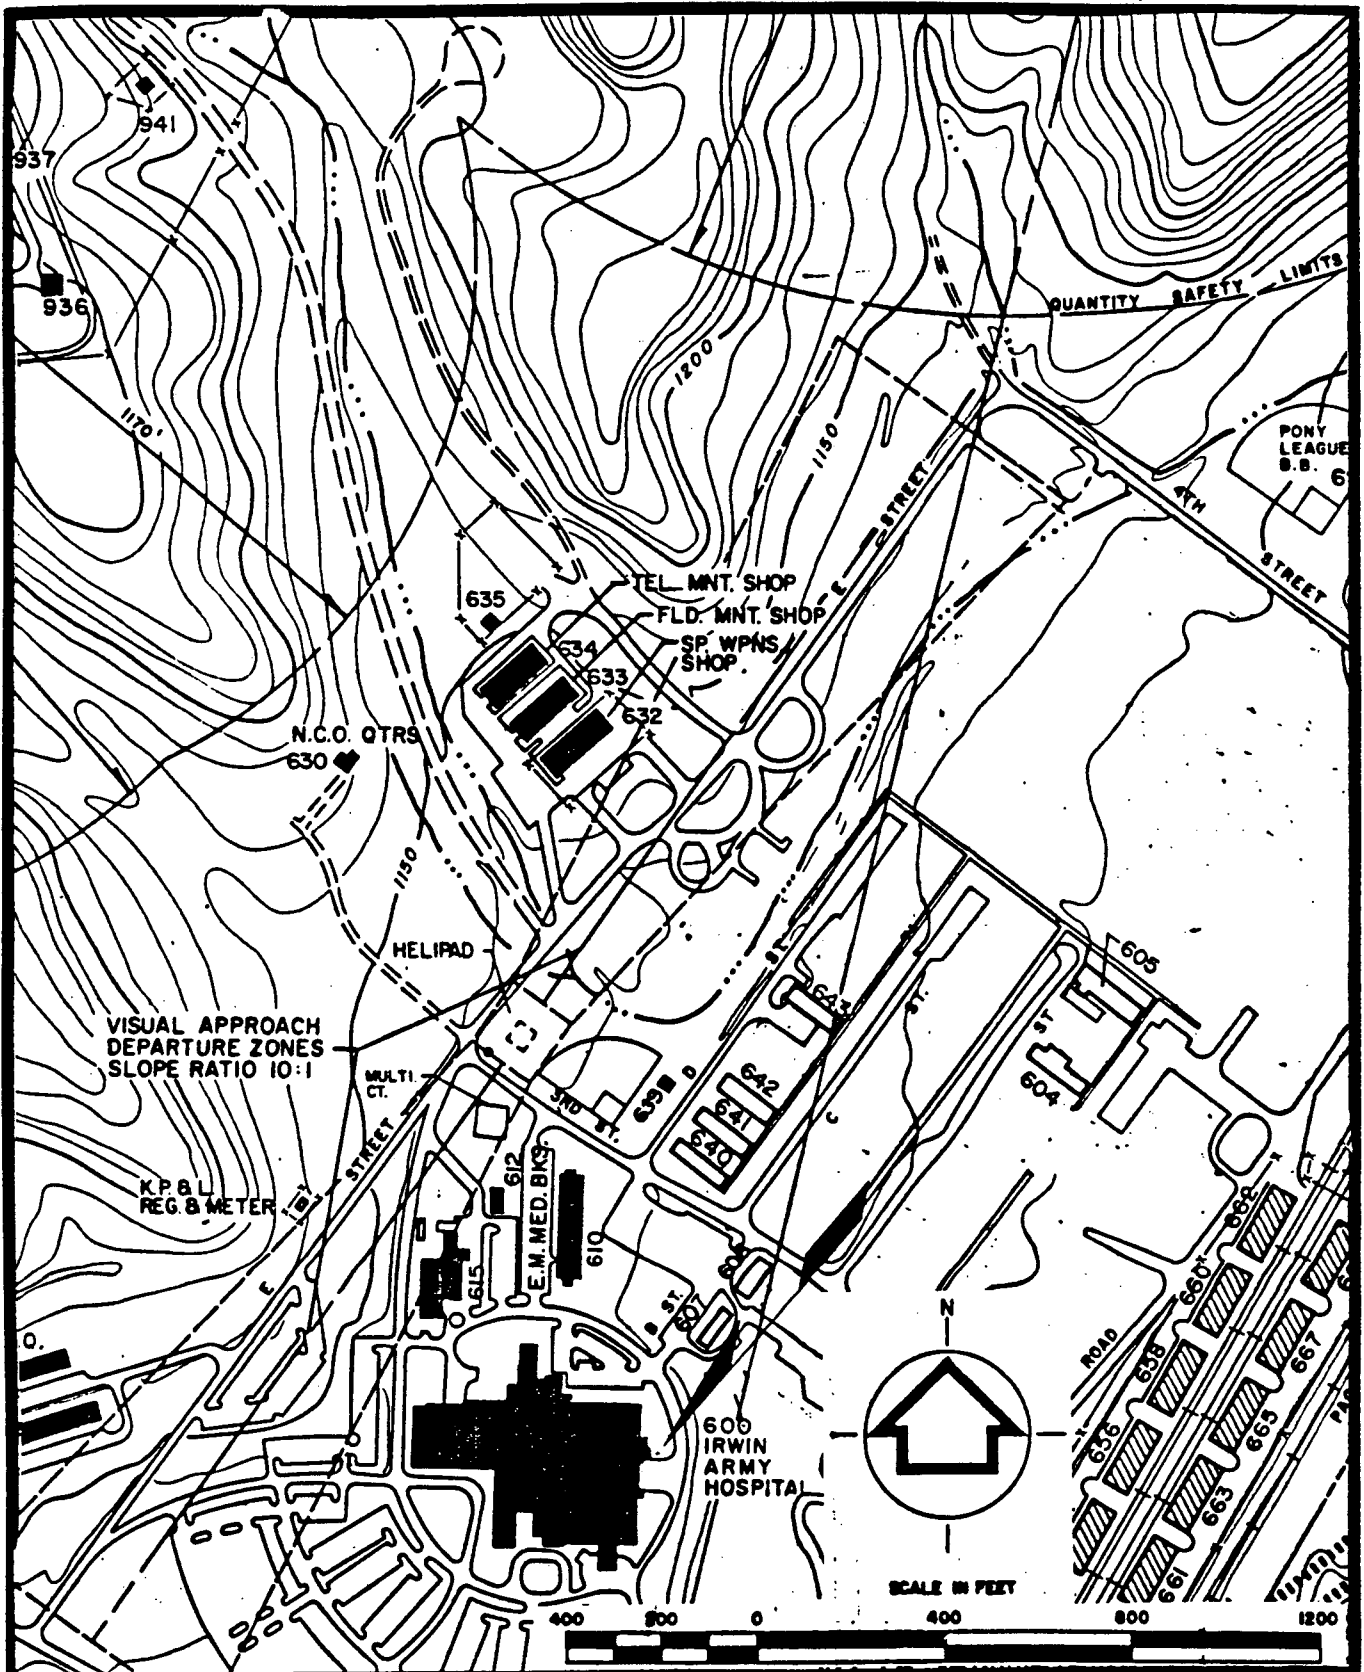 941
937
936
QUANTITY SAFETY LIMITS
1200
1170'
1150
PONY
LEAGUE
B.B.
4TH
STREET
E STREET
TEL. MNT. SHOP
635
FLD. MNT. SHOP
634
SP. WPNS.
SHOP
633
632
N.C.O. QTRS
630
1150
HELIPAD
605
643
ST.
ST.
ST
VISUAL APPROACH
DEPARTURE ZONES
SLOPE RATIO 10:1
MULTI.
CT.
3RD
ST.
639
D
642
641
640
C
604
E STREET
K.P. & L.
REG. & METER
612
E.M. MED. BKS.
610
615
B ST.
607
N
662
660
658
656
667
665
663
661
ROAD
600
IRWIN
ARMY
HOSPITAL
SCALE IN FEET
400 200 0 400 800 1200